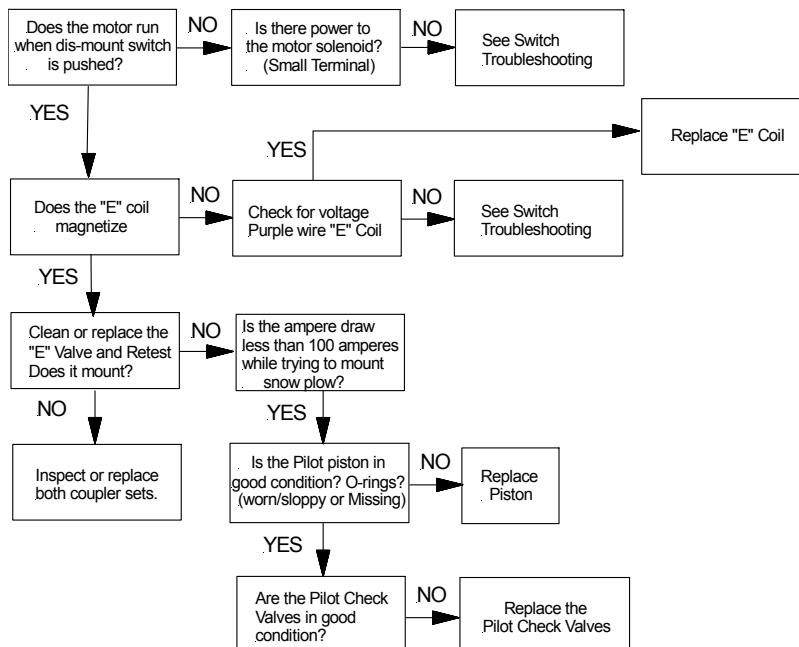 Does the motor run
when dis-mount switch
is pushed?
NO
Is there power to
the motor solenoid?
(Small Terminal)
NO
See Switch
Troubleshooting
YES
YES
Replace "E" Coil
Does the "E" coil
magnetize
NO
Check for voltage
Purple wire "E" Coil
NO
See Switch
Troubleshooting
YES
Clean or replace the
"E" Valve and Retest
Does it mount?
NO
Is the ampere draw
less than 100 amperes
while trying to mount
snow plow?
NO
YES
Inspect or replace
both coupler sets.
Is the Pilot piston in
good condition? O-rings?
(worn/sloppy or Missing)
NO
Replace
Piston
YES
Are the Pilot Check
Valves in good
condition?
NO
Replace the
Pilot Check Valves